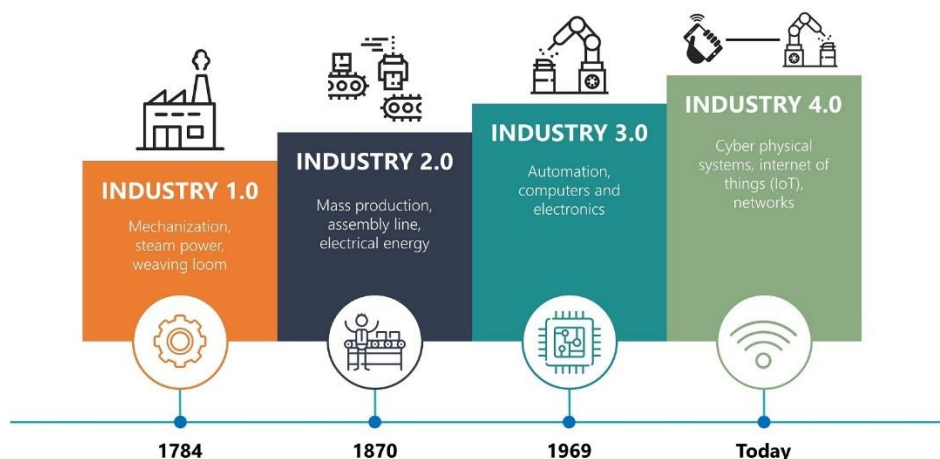 INDUSTRY 1.0
Mechanization,
steam power,
weaving loom
INDUSTRY 2.0
Mass production,
assembly line,
electrical energy
INDUSTRY 3.0
Automation,
computers and
electronics
INDUSTRY 4.0
Cyber physical
systems, internet of
things (IoT),
networks
1784
1870
1969
Today